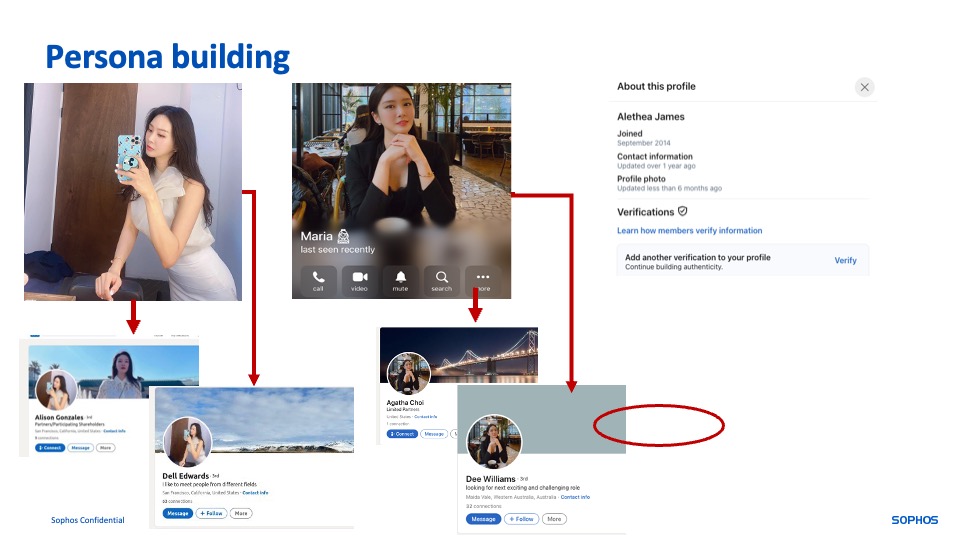 Persona building
About this profile
Alethea James
Joined
September 2014
Contact information
Updated over 1 year ago
Profile photo
Updated less than 6 months ago
Verifications
Learn how members verify information
Add another verification to your profile
Continue building authenticity.
Verify
Maria
last seen recently
call
video
mute
search
more
Alison Gonzales · 3rd
Partners/Participating Shareholders
San Francisco, California, United States · Contact info
Connect
Message
More
Dell Edwards · 3rd
I like to meet people from different fields
San Francisco, California, United States · Contact info
connections
Message
+ Follow
More
Agatha Choi
Limited Partners
United States · Contact info
1 connection
Connect
Message
Dee Williams · 3rd
looking for next exciting and challenging role
Maida Vale, Western Australia, Australia · Contact info
32 connections
Message
+ Follow
More
Sophos Confidential
SOPHOS